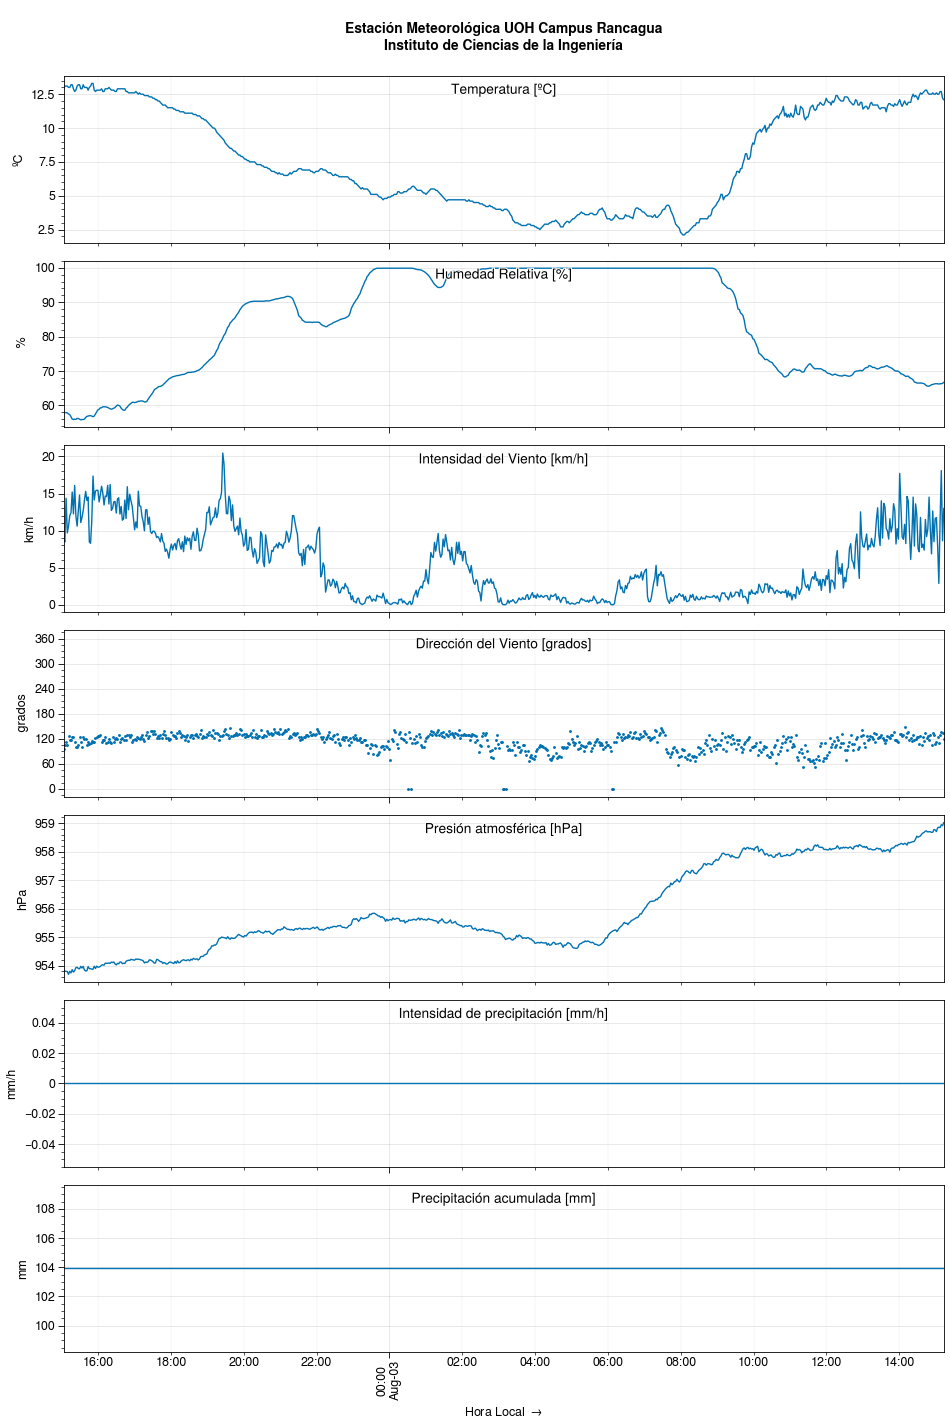 Estación Meteorológica UOH Campus Rancagua
Instituto de Ciencias de la Ingeniería
Temperatura [ºC]
12.5
10
7.5
5
2.5
ºC
Humedad Relativa [%]
100
90
80
70
60
%
Intensidad del Viento [km/h]
20
15
10
5
0
km/h
Dirección del Viento [grados]
360
300
240
180
120
60
0
grados
Presión atmosférica [hPa]
959
958
957
956
955
954
hPa
Intensidad de precipitación [mm/h]
0.04
0.02
0
−0.02
−0.04
mm/h
Precipitación acumulada [mm]
108
106
104
102
100
mm
16:00 18:00 20:00 22:00 00:00 02:00 04:00 06:00 08:00 10:00 12:00 14:00
Aug-03
Hora Local →